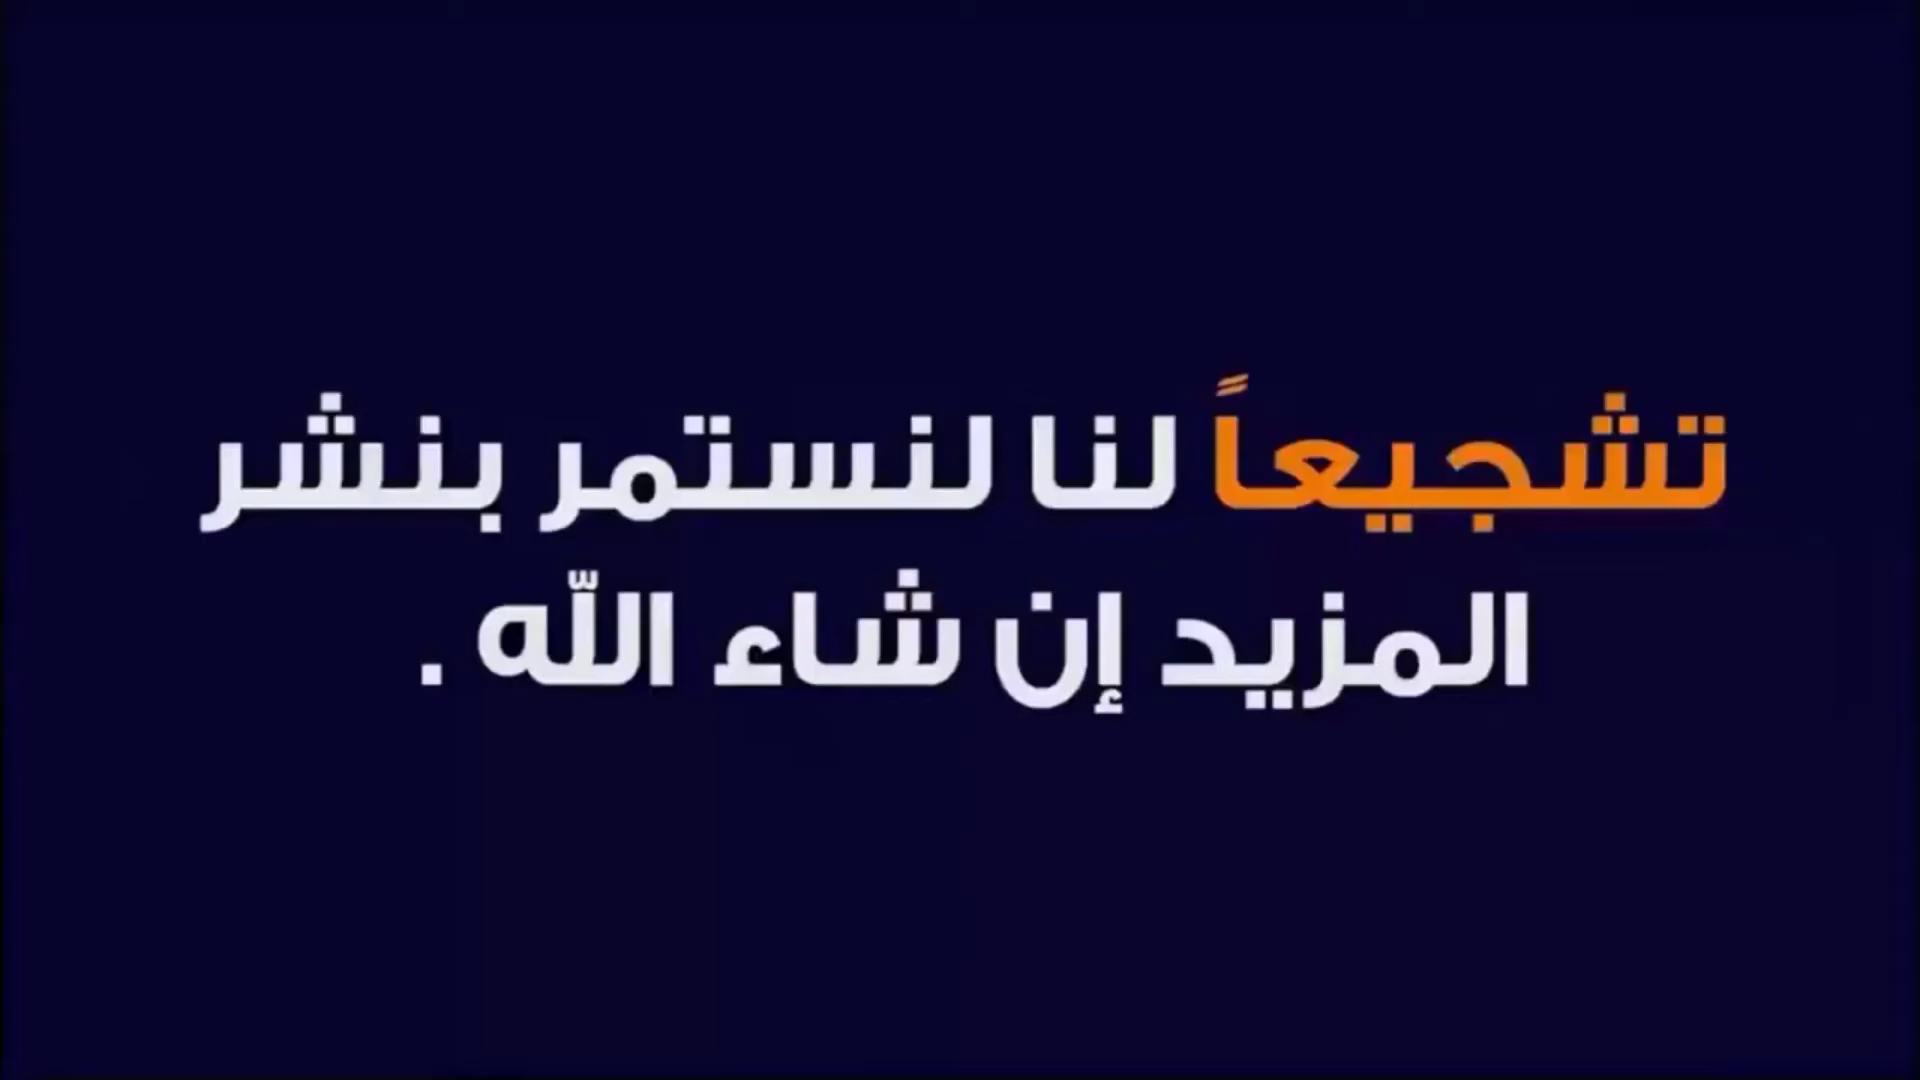 تشجيعاً لنا لنستمر بنشر
المزيد إن شاء اللّه .